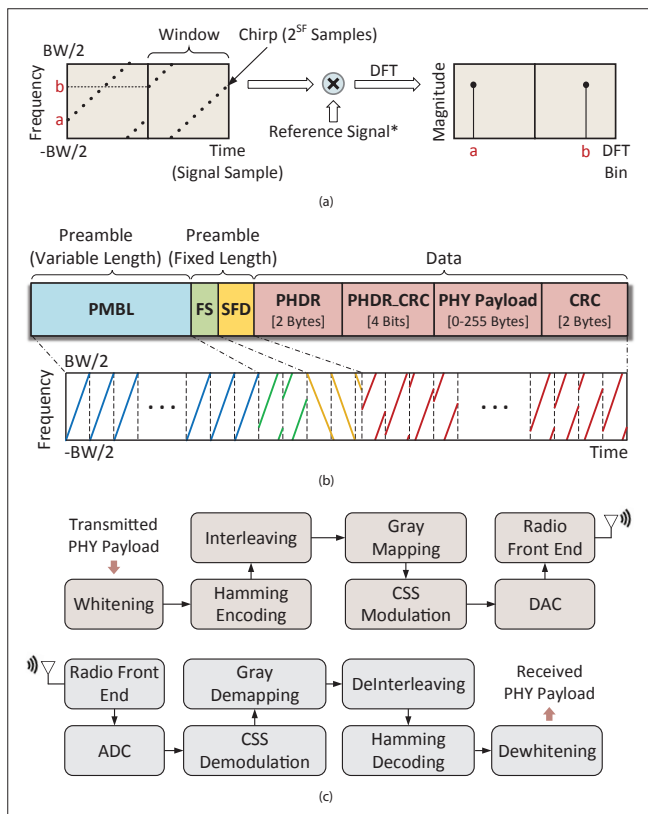 Window
Chirp (2^SF Samples)
BW/2
Frequency
b
a
-BW/2
Time
(Signal Sample)
DFT
Reference Signal*
Magnitude
a
b
DFT
Bin
(a)
Preamble
(Variable Length)
Preamble
(Fixed Length)
Data
PMBL
FS
SFD
PHDR
[2 Bytes]
PHDR_CRC
[4 Bits]
PHY Payload
[0-255 Bytes]
CRC
[2 Bytes]
BW/2
Frequency
-BW/2
Time
(b)
Transmitted
PHY Payload
Whitening
Hamming
Encoding
Interleaving
Gray
Mapping
CSS
Modulation
DAC
Radio
Front End
Radio Front
End
ADC
CSS
Demodulation
Gray
Demapping
DeInterleaving
Hamming
Decoding
Dewhitening
Received
PHY Payload
(c)